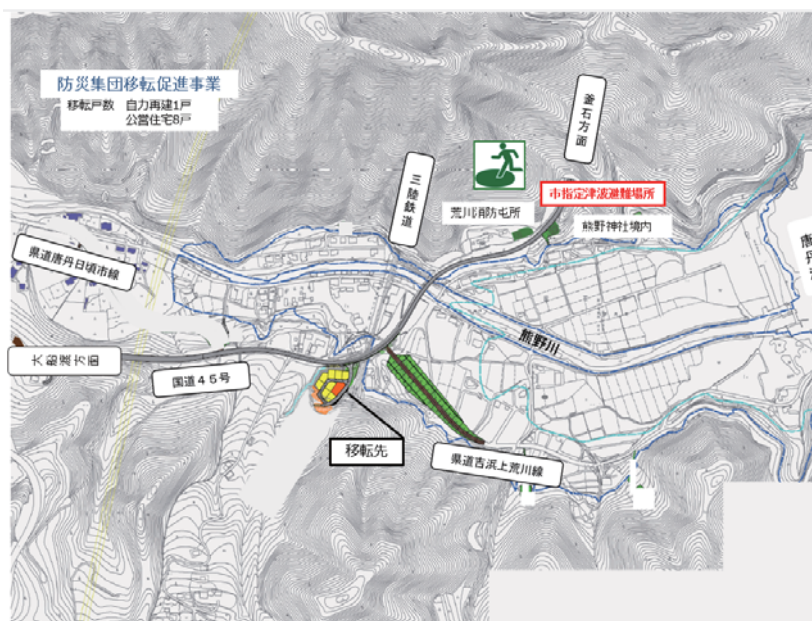 防災集団移転促進事業
移転戸数 自力再建1戸
公営住宅8戸
釜石方面
三陸鉄道
市指定津波避難場所
荒川消防屯所
熊野神社境内
唐丹
県道唐丹日頃市線
熊野川
大船渡方面
国道45号
移転先
県道吉浜上荒川線